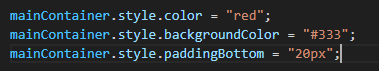 mainContainer.style.color = "red";
mainContainer.style.backgroundColor = "#333";
mainContainer.style.paddingBottom = "20px";